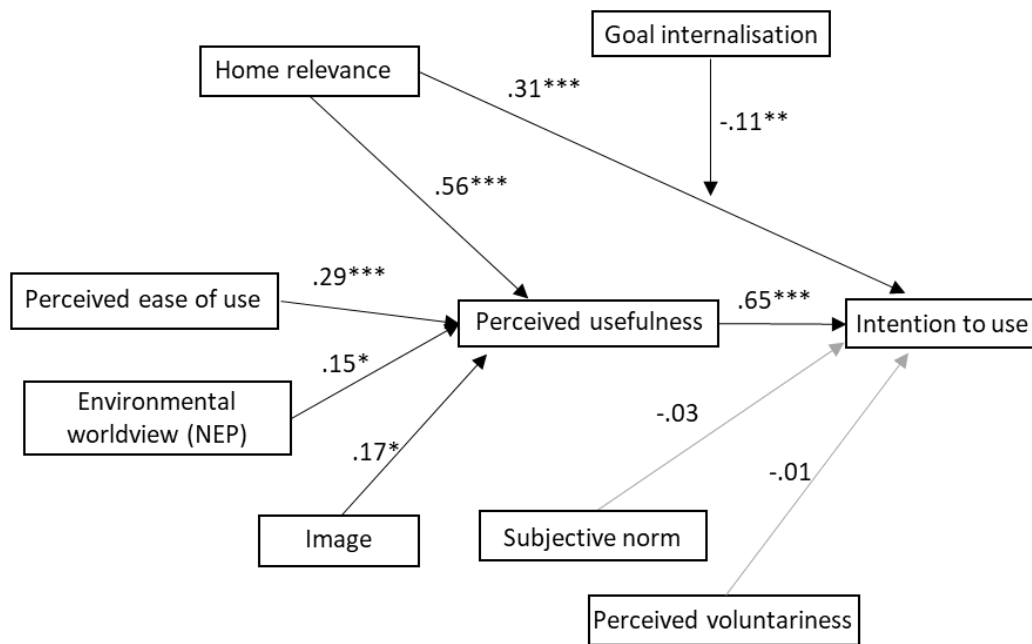 Goal internalisation
Home relevance
.31***
-.11**
.56***
.29***
Perceived ease of use
Perceived usefulness
.65***
Intention to use
.15*
Environmental
worldview (NEP)
-.03
.17*
-.01
Image
Subjective norm
Perceived voluntariness